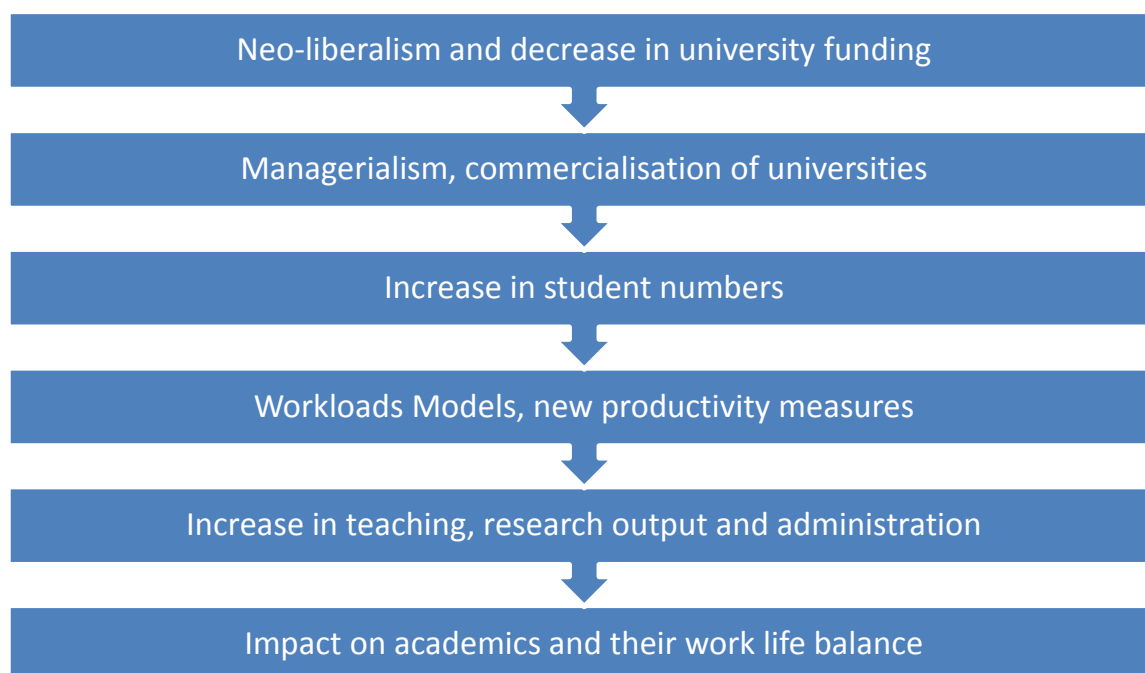 Neo-liberalism and decrease in university funding
Managerialism, commercialisation of universities
Increase in student numbers
Workloads Models, new productivity measures
Increase in teaching, research output and administration
Impact on academics and their work life balance